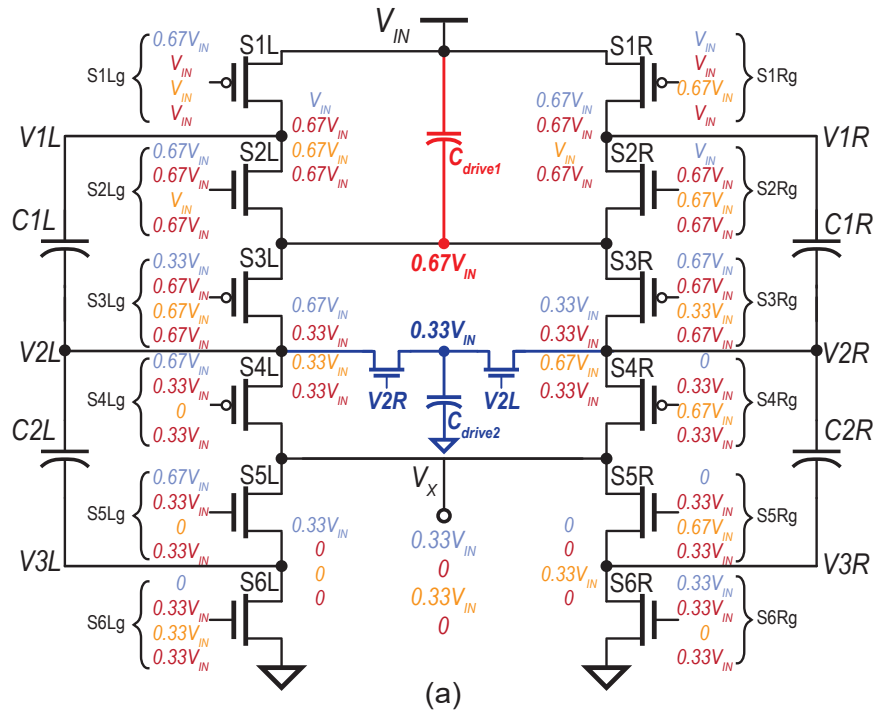 V_IN
S1Lg
0.67V_IN
V_IN
V_IN
V_IN
S1L
S1R
V_IN
V_IN
0.67V_IN
V_IN
S1Rg
V1L
V_IN
0.67V_IN
0.67V_IN
0.67V_IN
C_drive1
0.67V_IN
0.67V_IN
V_IN
0.67V_IN
V1R
S2Lg
0.67V_IN
0.67V_IN
V_IN
0.67V_IN
S2L
S2R
V_IN
0.67V_IN
0.67V_IN
0.67V_IN
S2Rg
C1L
C1R
0.67V_IN
S3Lg
0.33V_IN
0.67V_IN
0.67V_IN
0.67V_IN
S3L
S3R
0.67V_IN
0.67V_IN
0.33V_IN
0.67V_IN
S3Rg
V2L
0.67V_IN
0.33V_IN
0.33V_IN
0.33V_IN
0.33V_IN
V2R
V2L
C_drive2
0.33V_IN
0.33V_IN
0.67V_IN
0.33V_IN
V2R
S4Lg
0.67V_IN
0.33V_IN
0
0.33V_IN
S4L
S4R
0
0.33V_IN
0.67V_IN
0.33V_IN
S4Rg
C2L
C2R
V_X
S5Lg
0.67V_IN
0.33V_IN
0
0.33V_IN
S5L
S5R
0
0.33V_IN
0.67V_IN
0.33V_IN
S5Rg
V3L
0.33V_IN
0
0
0
0.33V_IN
0
0.33V_IN
0
0
0
0.33V_IN
0
V3R
S6Lg
0
0.33V_IN
0.33V_IN
0.33V_IN
S6L
S6R
0.33V_IN
0.33V_IN
0
0.33V_IN
S6Rg
(a)